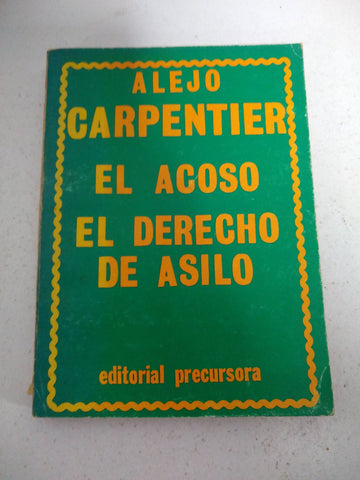 ALEJO
CARPENTIER
EL ACOSO
EL DERECHO
DE ASILO
editorial precursora